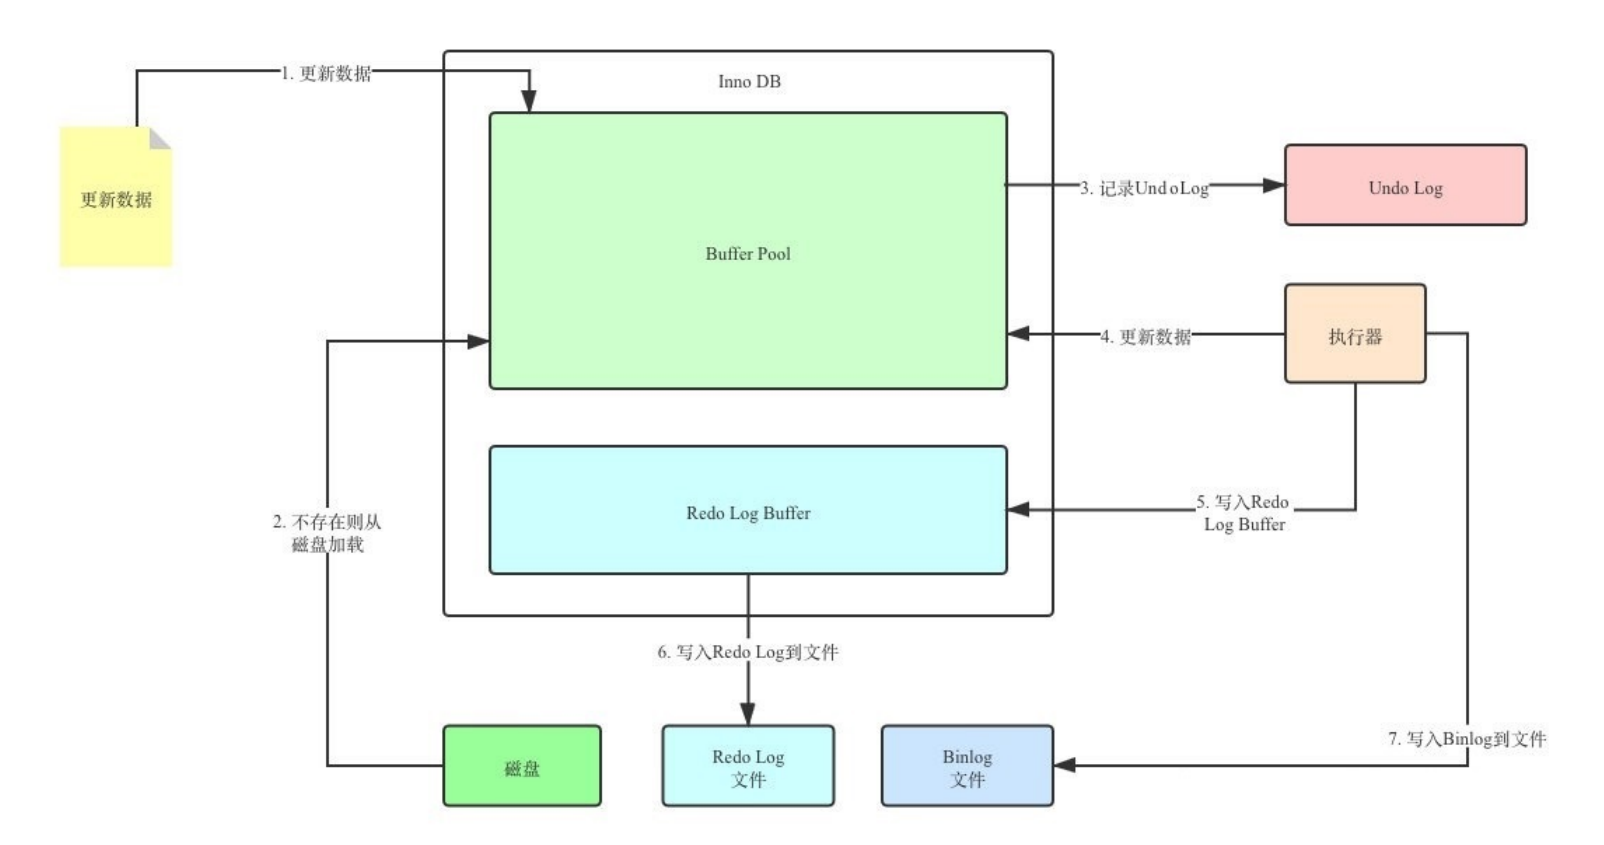 1. 更新数据
Inno DB
更新数据
Buffer Pool
3. 记录UndoLog
Undo Log
4. 更新数据
执行器
2. 不存在则从
磁盘加载
Redo Log Buffer
5. 写入Redo
Log Buffer
6. 写入Redo Log到文件
7. 写入Binlog到文件
磁盘
Redo Log
文件
Binlog
文件